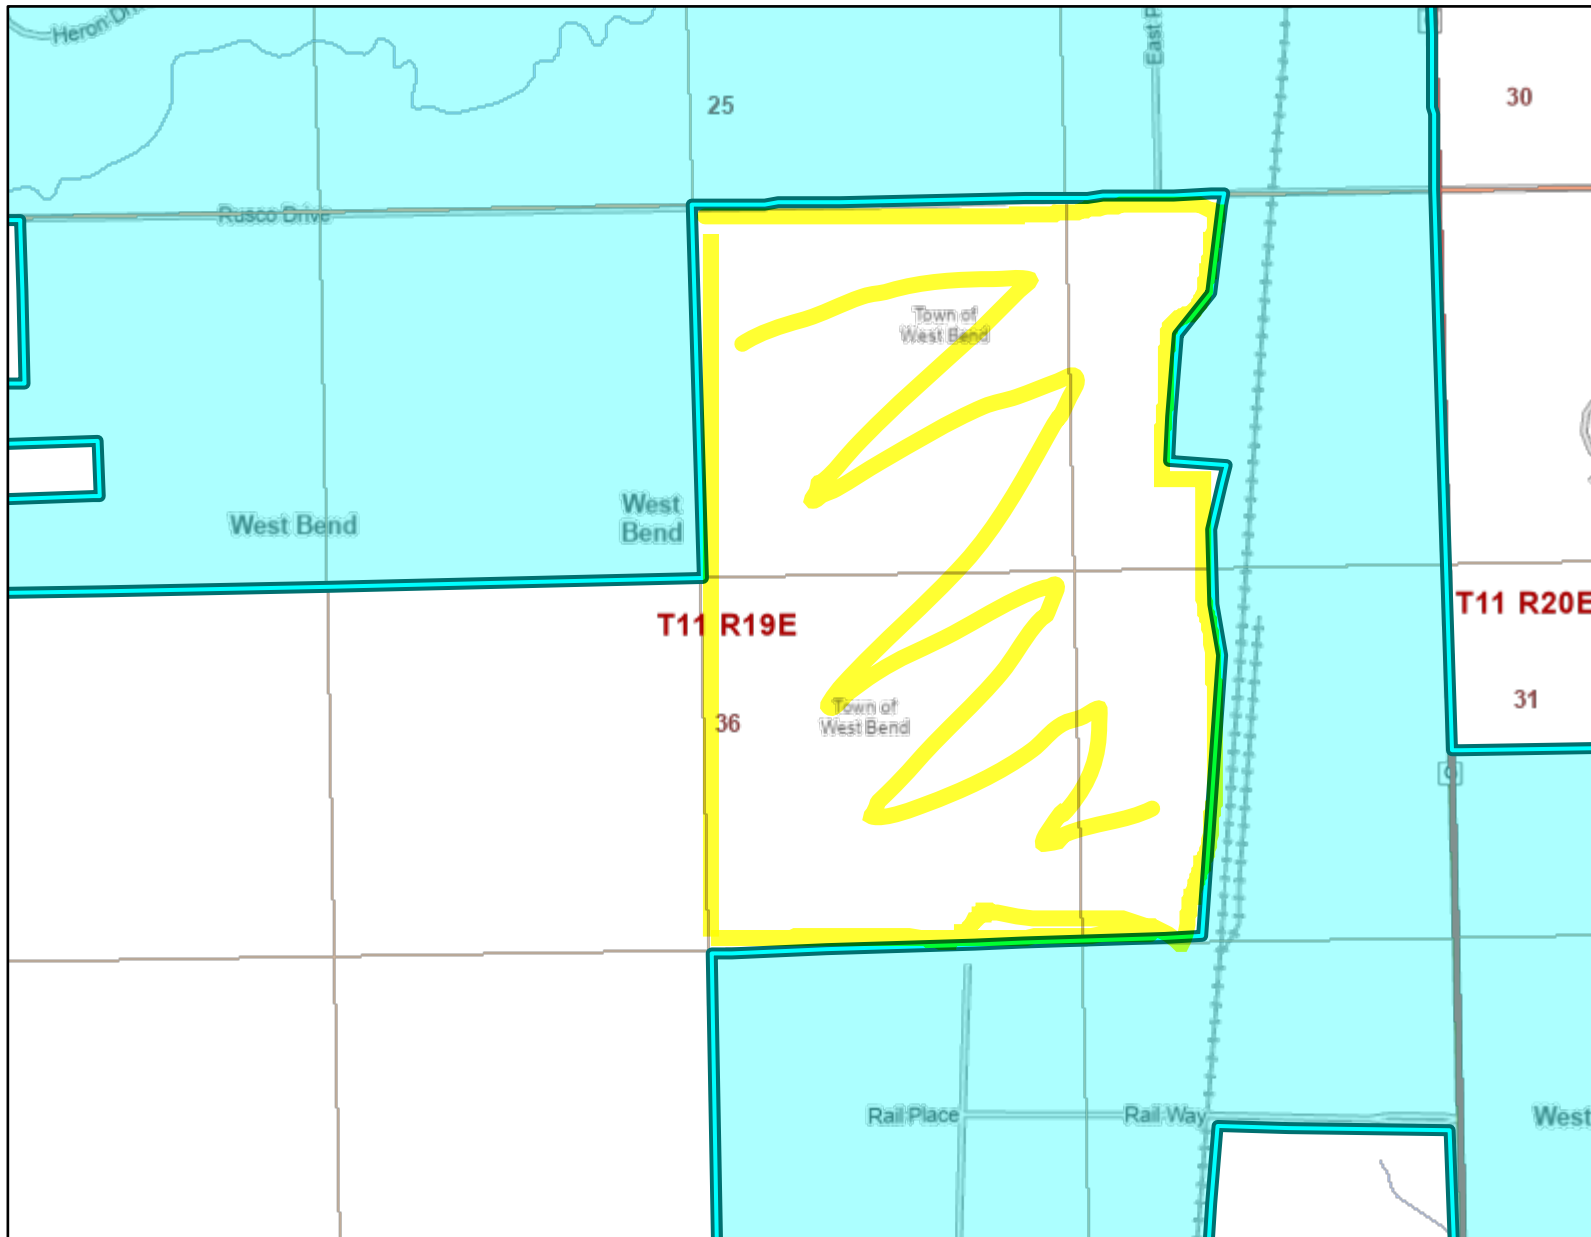 Heron
East
25
30
Rusco Drive
Town of
West Bend
West
Bend
West Bend
T11 R19E
T11 R20E
36
Town of
West Bend
31
Rail Place
Rail Way
West